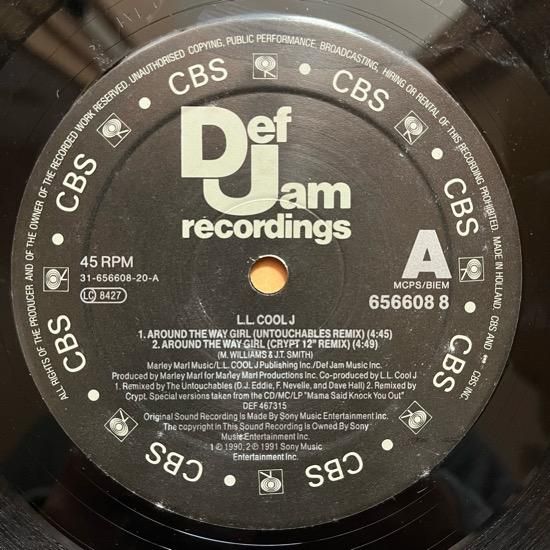 ALL RIGHTS OF THE PRODUCER AND OF THE OWNER OF THE RECORDED WORK RESERVED. UNAUTHORISED COPYING, PUBLIC PERFORMANCE, BROADCASTING, HIRING OR RENTAL OF THIS RECORDING PROHIBITED. MADE IN HOLLAND. CBS AND CBS INC.
CBS
CBS
CBS
CBS
CBS
CBS
CBS
CBS
Def
Jam
recordings
45 RPM
31-656608-20-A
LC 8427
A
MCPS/BIEM
656608 8
L.L. COOL J
1. AROUND THE WAY GIRL (UNTOUCHABLES REMIX) (4:45)
2. AROUND THE WAY GIRL (CRYPT 12" REMIX) (4:49)
(M. WILLIAMS & J.T. SMITH)
Marley Marl Music/L.L. COOL J Publishing Inc./Def Jam Music Inc.
Produced by Marley Marl for Marley Marl Productions Inc. Co-produced by L.L. Cool J
1. Remixed by The Untouchables (D.J. Eddie, F. Nevelle, and Dave Hall) 2. Remixed by
Crypt. Special versions taken from the CD/MC/LP "Mama Said Knock You Out"
DEF 467315
Original Sound Recording is Made By Sony Music Entertainment Inc.
The copyright in This Sound Recording is Owned By Sony
Music Entertainment Inc.
1 ℗ 1990; 2 ℗ 1991 Sony Music
Entertainment Inc.